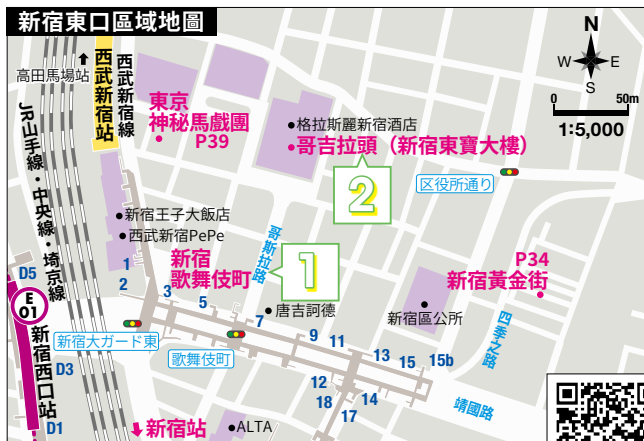 新宿東口區域地圖
N
W
E
S
0
50m
1:5,000
高田馬場站
西武新宿站
西武新宿線
JR山手線・中央線・埼京線
東京
神秘馬戲團
P39
格拉斯麗新宿酒店
哥吉拉頭（新宿東寶大樓）
2
区役所通り
新宿王子大飯店
西武新宿PePe
新宿
歌舞伎町
哥斯拉路
1
P34
新宿黃金街
唐吉訶德
新宿區公所
四季之路
D5
E
01
新宿西口站
D3
D1
1
2
3
5
7
9
11
13
15
15b
12
18
17
14
新宿大ガード東
歌舞伎町
靖國路
新宿站
ALTA